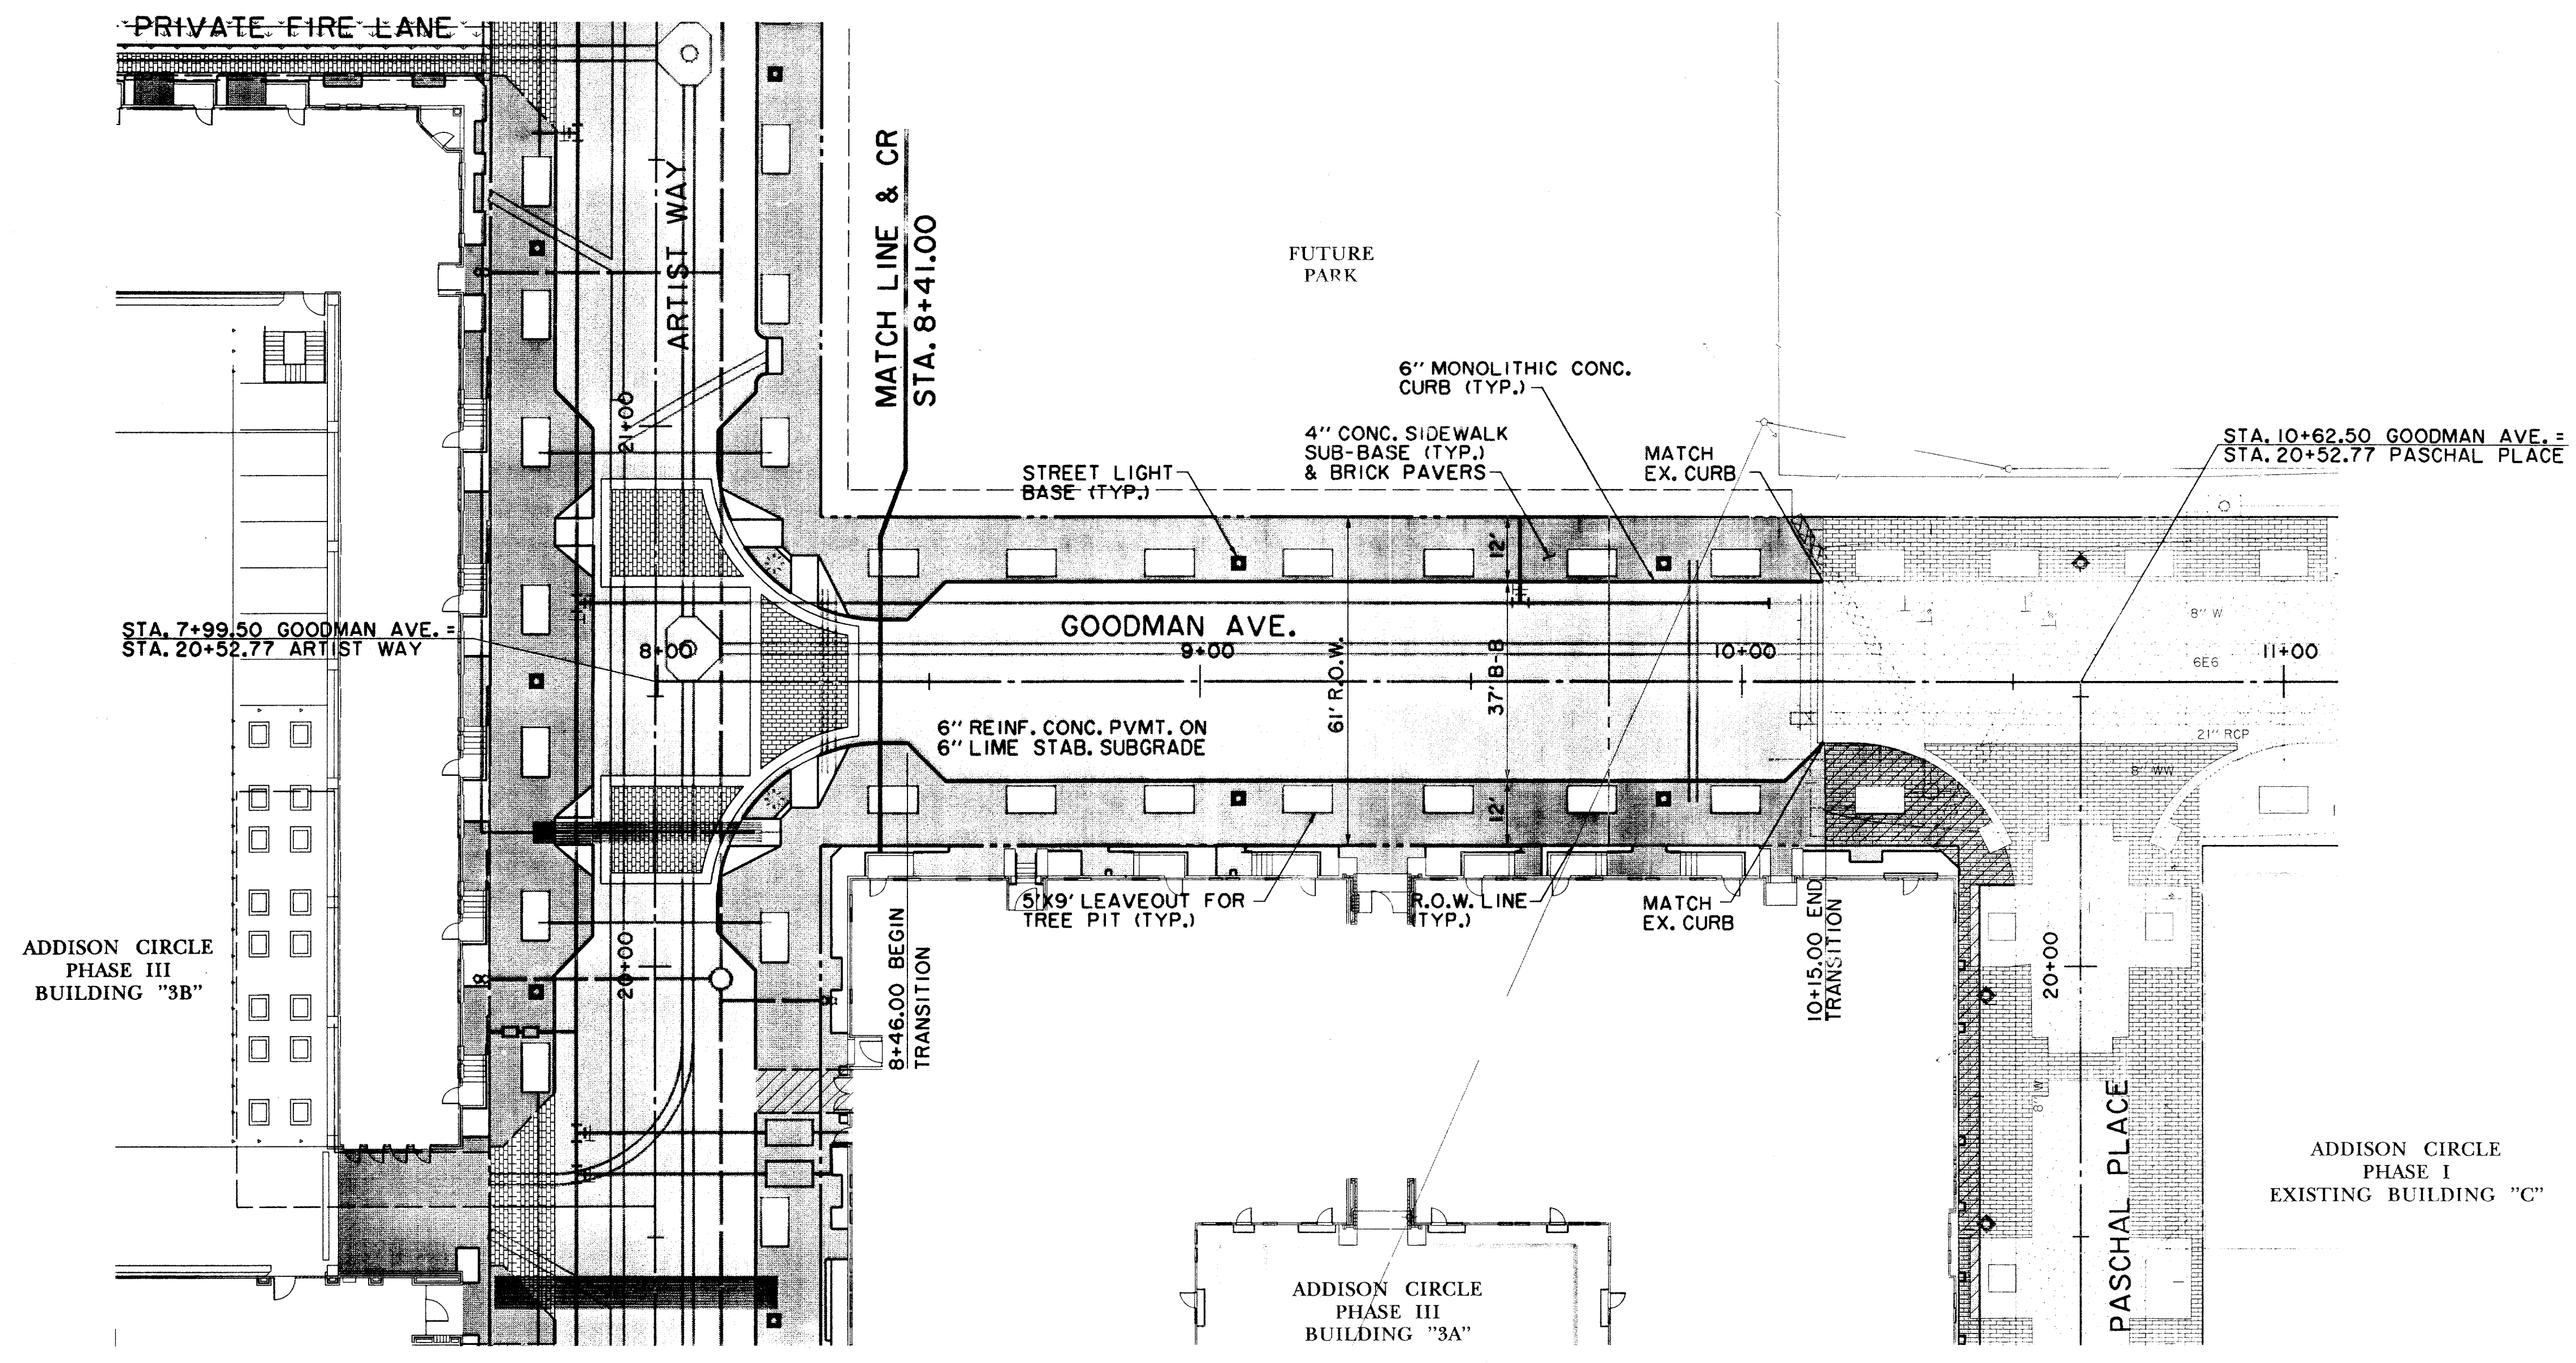 PRIVATE FIRE LANE
ARTIST WAY
21+00
MATCH LINE & CR
STA. 8+41.00
FUTURE
PARK
6" MONOLITHIC CONC.
CURB (TYP.)
4" CONC. SIDEWALK
SUB-BASE (TYP.)
& BRICK PAVERS
STREET LIGHT
BASE (TYP.)
MATCH
EX. CURB
STA. 10+62.50 GOODMAN AVE. =
STA. 20+52.77 PASCHAL PLACE
12'
STA. 7+99.50 GOODMAN AVE. =
STA. 20+52.77 ARTIST WAY
GOODMAN AVE.
8+00
9+00
10+00
11+00
8" W
6E6
61' R.O.W.
37' B-B
6" REINF. CONC. PVMT. ON
6" LIME STAB. SUBGRADE
21" RCP
8" WW
12'
5'X9' LEAVEOUT FOR
TREE PIT (TYP.)
R.O.W. LINE
(TYP.)
MATCH
EX. CURB
8+46.00 BEGIN
TRANSITION
10+15.00 END
TRANSITION
20+00
20+00
8" W
PASCHAL PLACE
ADDISON CIRCLE
PHASE III
BUILDING "3B"
ADDISON CIRCLE
PHASE I
EXISTING BUILDING "C"
ADDISON CIRCLE
PHASE III
BUILDING "3A"